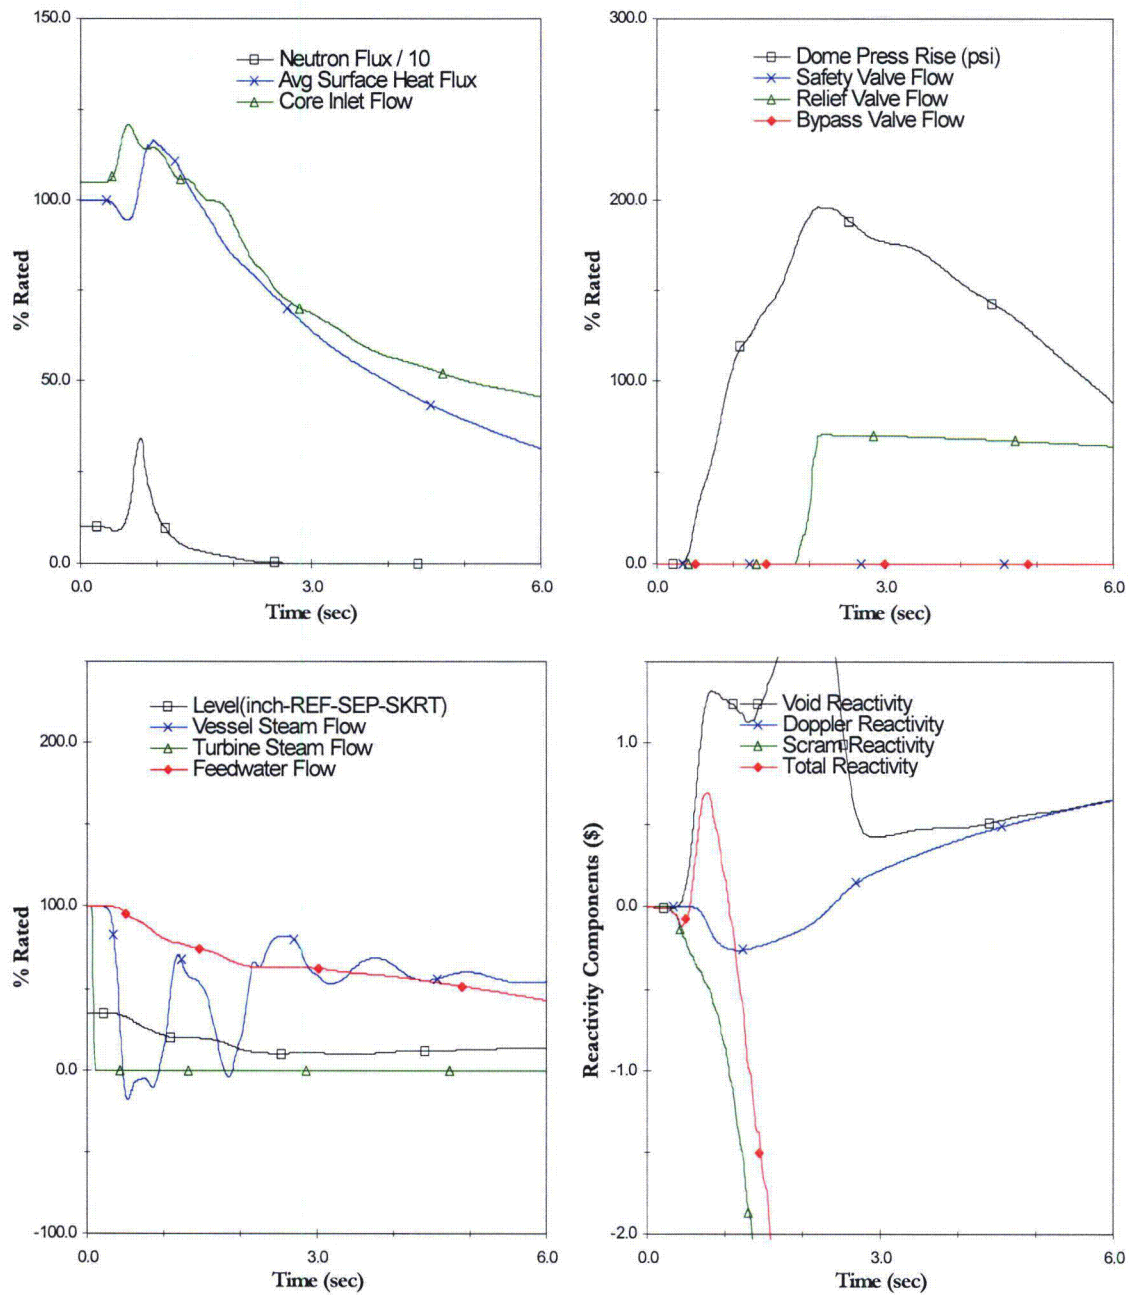 150.0
Neutron Flux / 10
Avg Surface Heat Flux
Core Inlet Flow
100.0
50.0
0.0
% Rated
0.0 3.0 6.0
Time (sec)
300.0
Dome Press Rise (psi)
Safety Valve Flow
Relief Valve Flow
Bypass Valve Flow
200.0
100.0
0.0
% Rated
0.0 3.0 6.0
Time (sec)
Level(inch-REF-SEP-SKRT)
Vessel Steam Flow
Turbine Steam Flow
Feedwater Flow
200.0
100.0
0.0
-100.0
% Rated
0.0 3.0 6.0
Time (sec)
Void Reactivity
Doppler Reactivity
Scram Reactivity
Total Reactivity
1.0
0.0
-1.0
-2.0
Reactivity Components ($)
0.0 3.0 6.0
Time (sec)